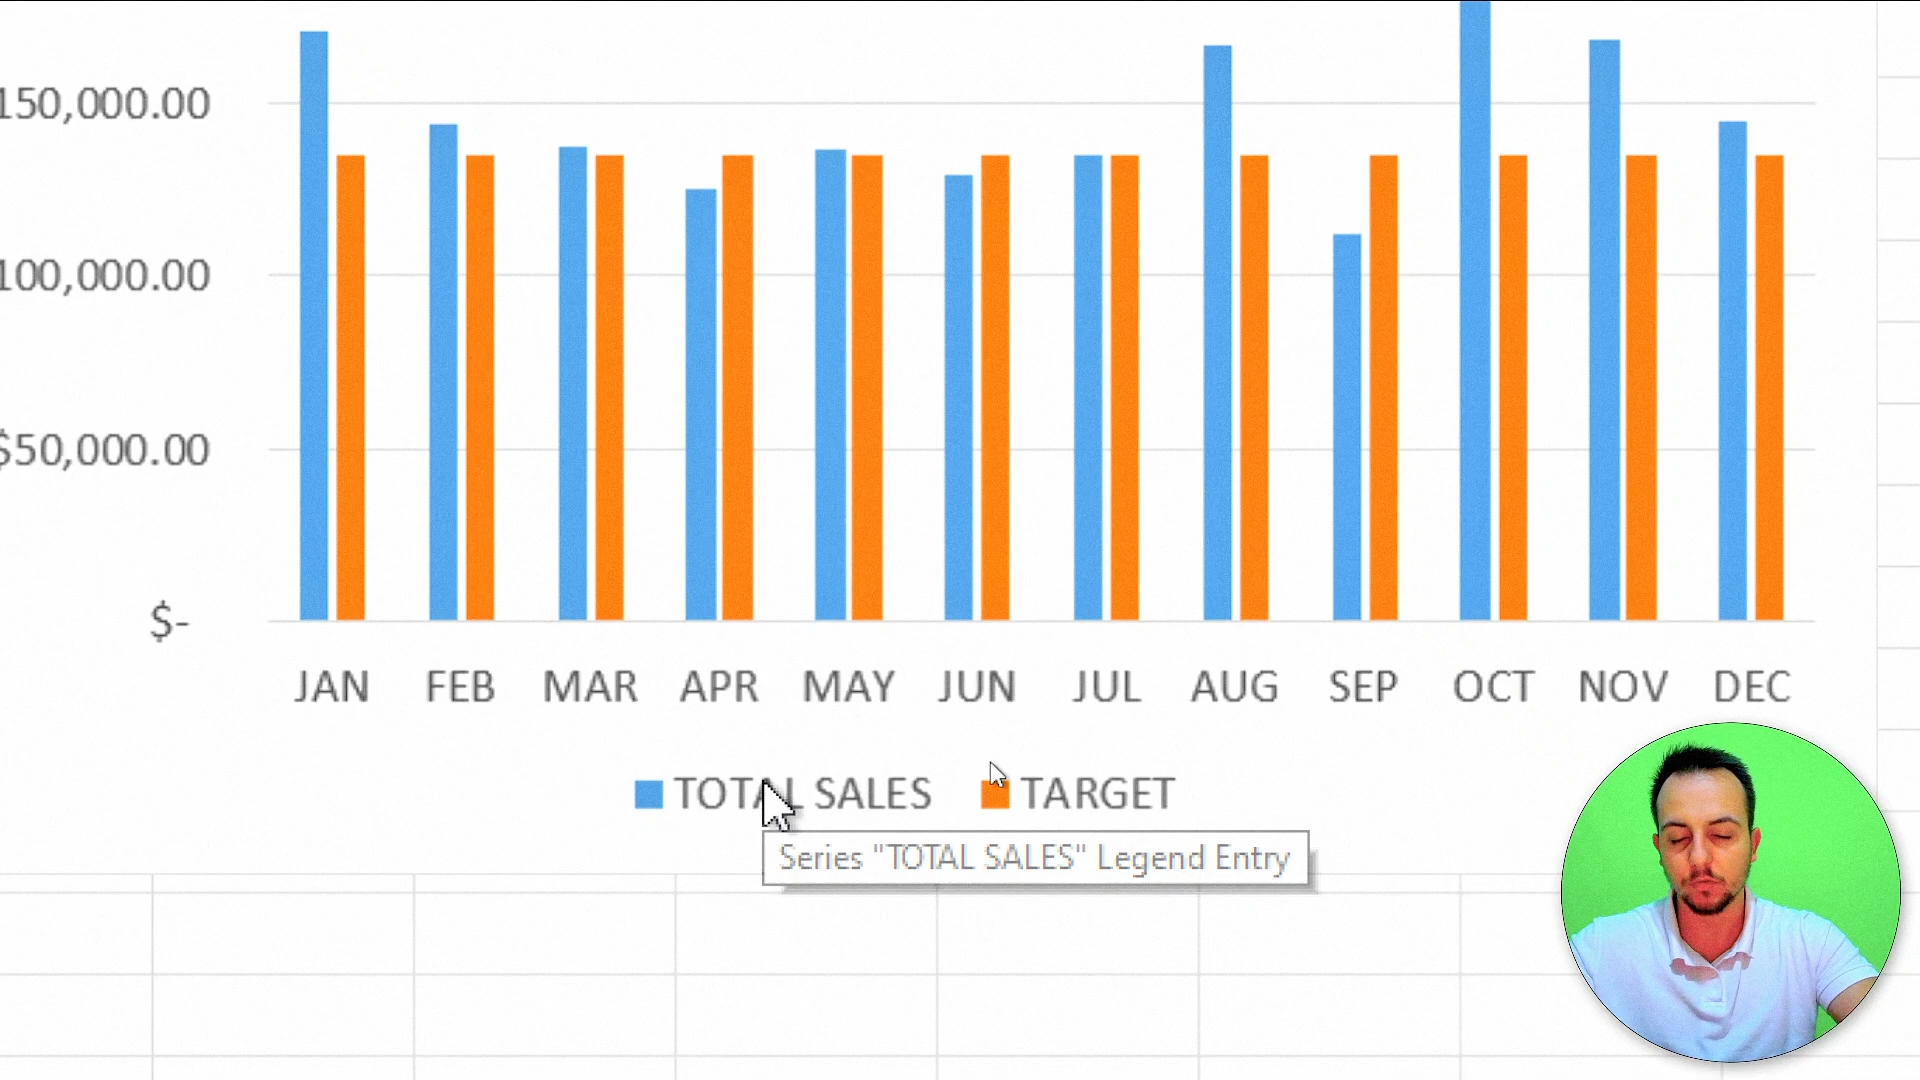 150,000.00
100,000.00
$50,000.00
$-
JAN FEB MAR APR MAY JUN JUL AUG SEP OCT NOV DEC
TOTAL SALES TARGET
Series "TOTAL SALES" Legend Entry